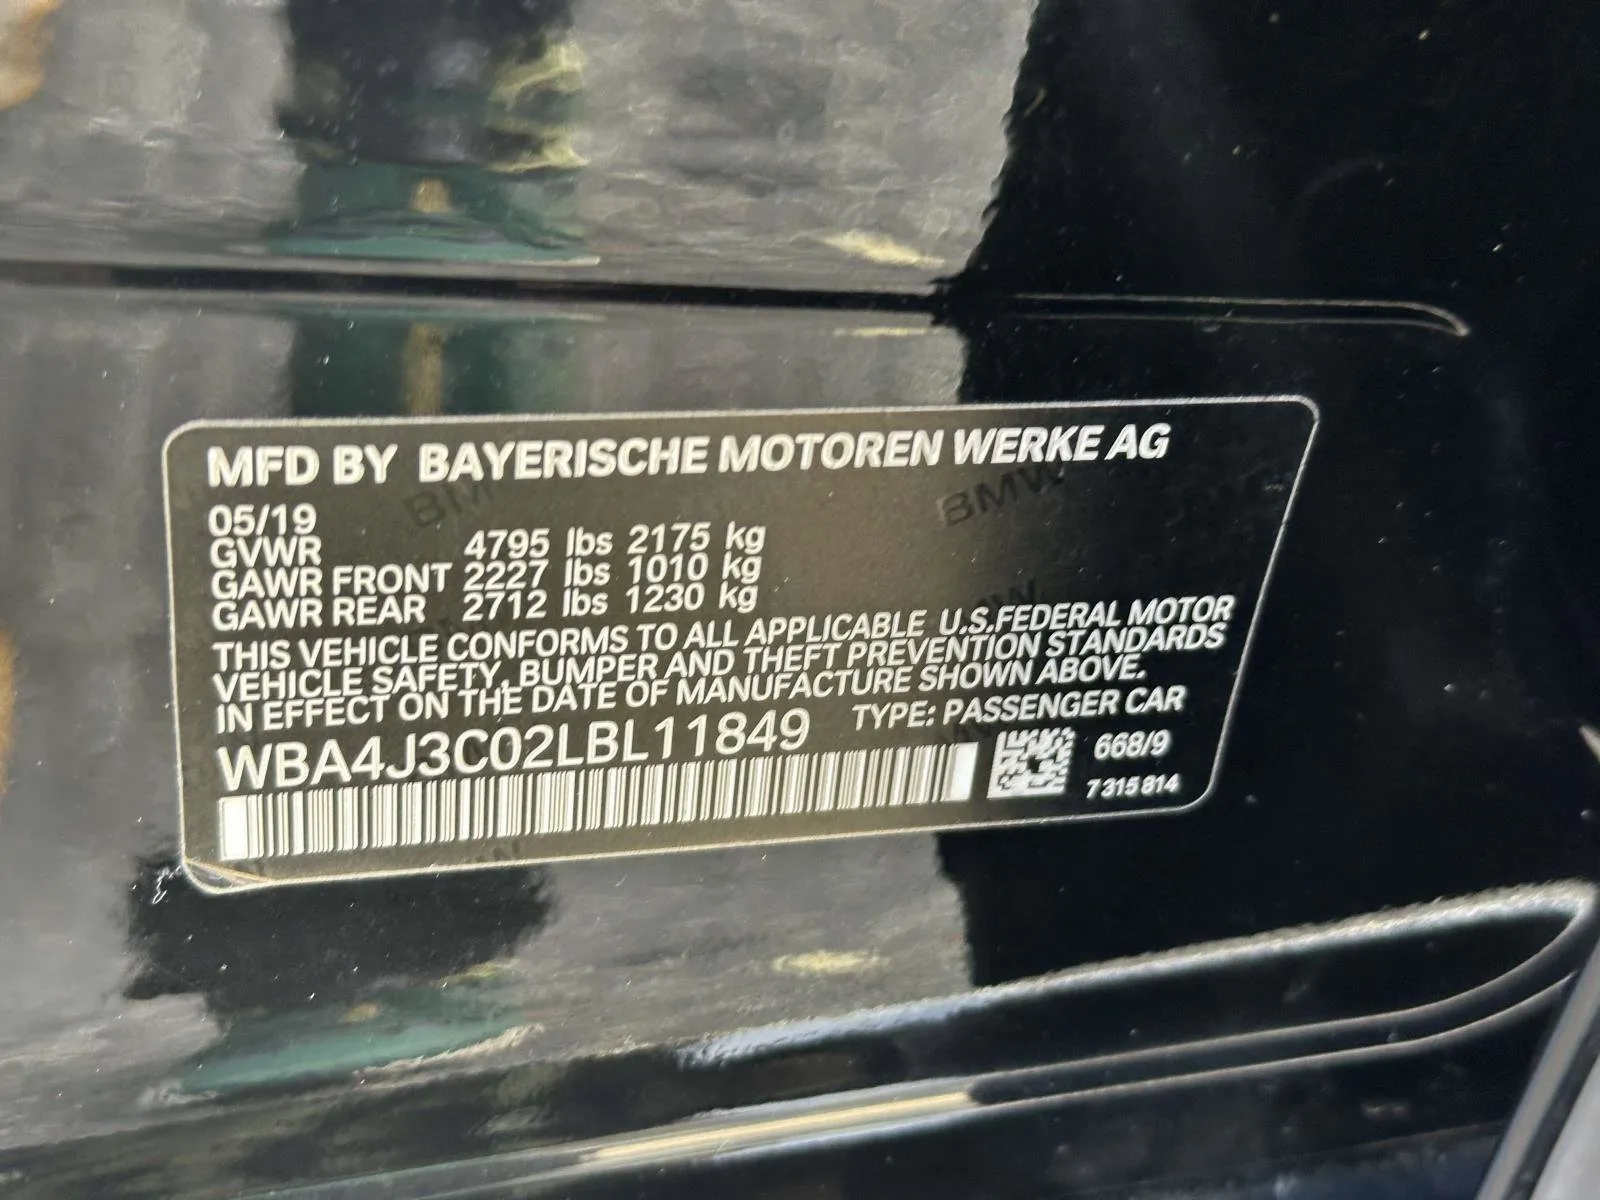 MFD BY BAYERISCHE MOTOREN WERKE AG
05/19
GVWR 4795 lbs 2175 kg
GAWR FRONT 2227 lbs 1010 kg
GAWR REAR 2712 lbs 1230 kg
THIS VEHICLE CONFORMS TO ALL APPLICABLE U.S.FEDERAL MOTOR
VEHICLE SAFETY, BUMPER AND THEFT PREVENTION STANDARDS
IN EFFECT ON THE DATE OF MANUFACTURE SHOWN ABOVE.
WBA4J3C02LBL11849 TYPE: PASSENGER CAR
668/9
7 315 814
BMW